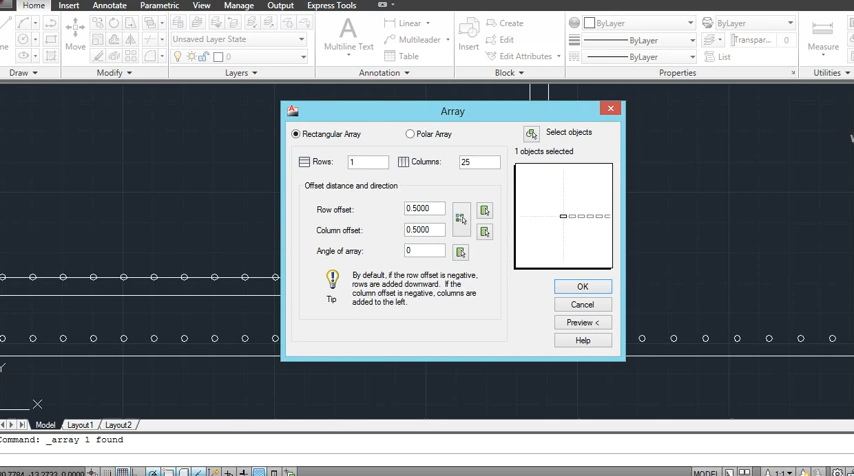 Home Insert Annotate Parametric View Manage Output Express Tools
Move
Unsaved Layer State
0
Multiline Text
Linear
Multileader
Table
Insert
Create
Edit
Edit Attributes
ByLayer
ByLayer
ByLayer
ByLayer
Transpar... 0
List
Measure
Draw Modify Layers Annotation Block Properties Utilities
Array
Rectangular Array Polar Array Select objects
1 objects selected
Rows: 1 Columns: 25
Offset distance and direction
Row offset: 0.5000
Column offset: 0.5000
Angle of array: 0
By default, if the row offset is negative,
rows are added downward. If the
column offset is negative, columns are
added to the left.
Tip
OK
Cancel
Preview <
Help
Y
X
Model Layout1 Layout2
Command: _array 1 found
MODEL 1:1